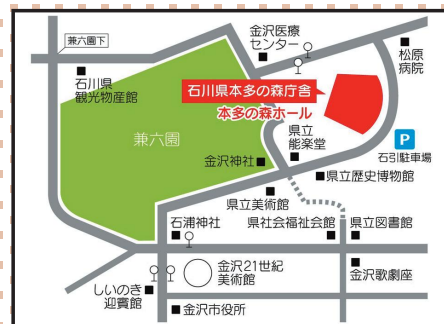 兼六園下
金沢医療
センター
松原
病院
石川県
観光物産館
石川県本多の森庁舎
本多の森ホール
兼六園
県立
能楽堂
P
石引駐車場
金沢神社
県立歴史博物館
県立美術館
石浦神社
県社会福祉会館
県立図書館
金沢21世紀
美術館
金沢歌劇座
しいのき
迎賓館
金沢市役所